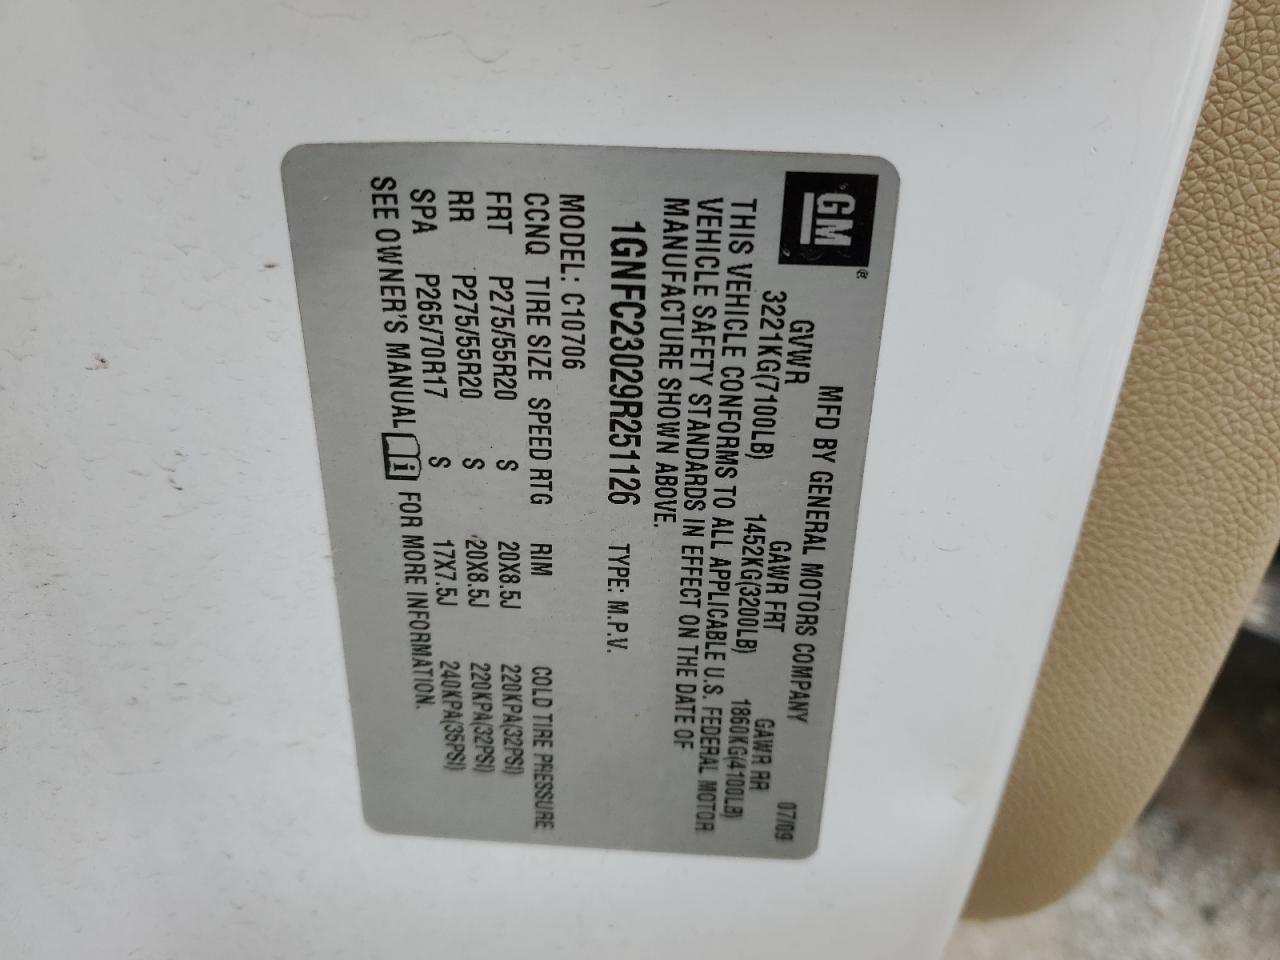 GM ®
MFD BY GENERAL MOTORS COMPANY 07/09
GVWR GAWR FRT GAWR RR
3221KG(7100LB) 1452KG(3200LB) 1860KG(4100LB)
THIS VEHICLE CONFORMS TO ALL APPLICABLE U.S. FEDERAL MOTOR
VEHICLE SAFETY STANDARDS IN EFFECT ON THE DATE OF
MANUFACTURE SHOWN ABOVE.
1GNFC23029R251126 TYPE: M.P.V.
MODEL: C10706
CCNQ TIRE SIZE SPEED RTG RIM COLD TIRE PRESSURE
FRT P275/55R20 S 20X8.5J 220KPA(32PSI)
RR P275/55R20 S 20X8.5J 220KPA(32PSI)
SPA P265/70R17 S 17X7.5J 240KPA(35PSI)
SEE OWNER'S MANUAL i FOR MORE INFORMATION.